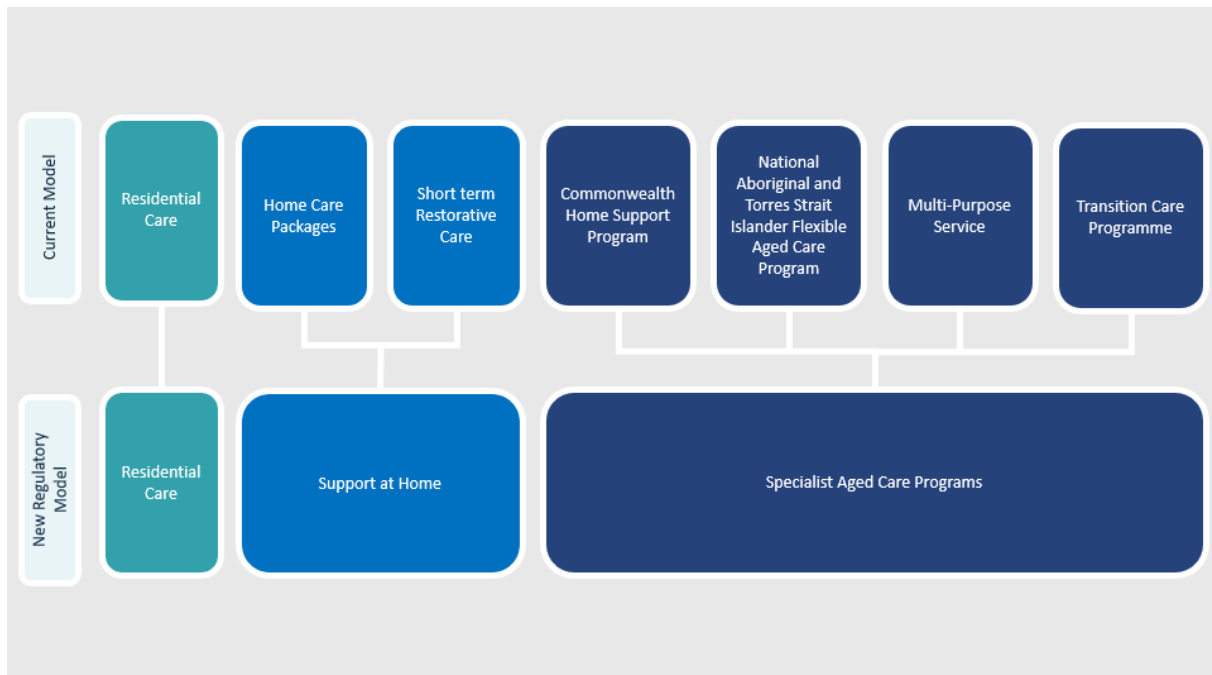 Current Model
Residential
Care
Home Care
Packages
Short term
Restorative
Care
Commonwealth
Home Support
Program
National
Aboriginal and
Torres Strait
Islander Flexible
Aged Care
Program
Multi-Purpose
Service
Transition Care
Programme
New Regulatory
Model
Residential
Care
Support at Home
Specialist Aged Care Programs